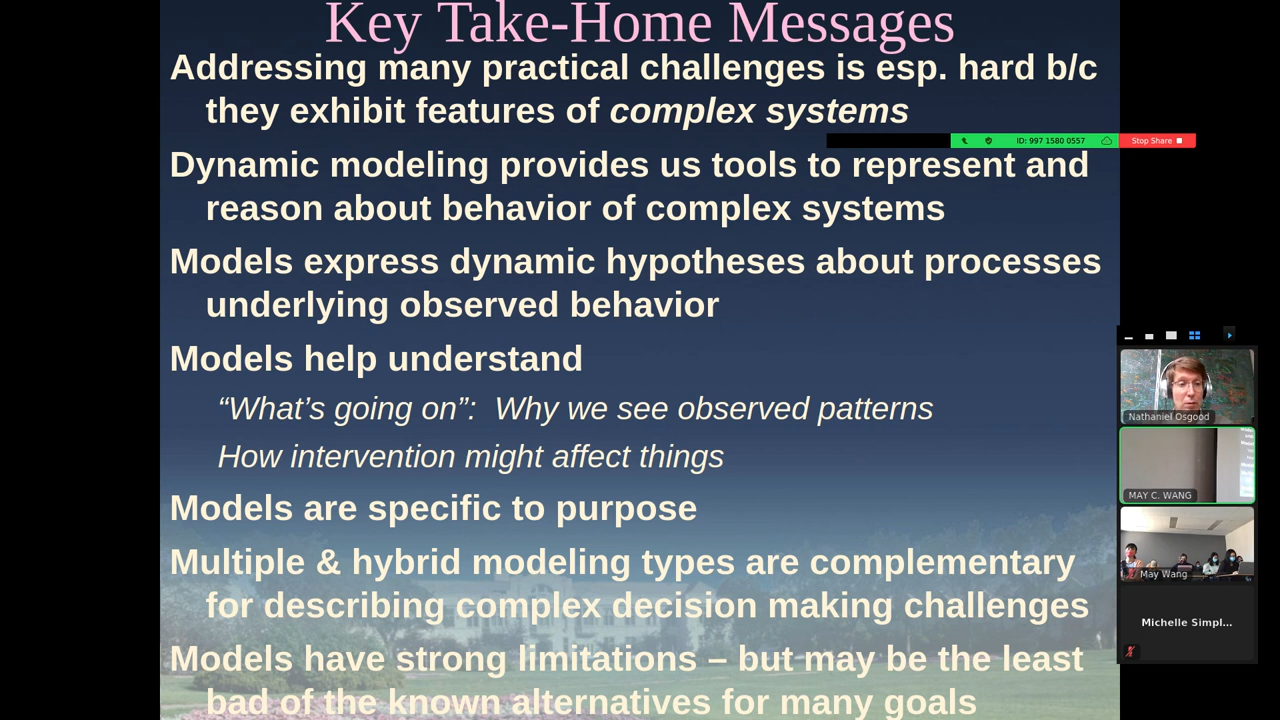 Key Take-Home Messages
Addressing many practical challenges is esp. hard b/c
they exhibit features of complex systems
ID: 997 1580 0557
Stop Share
Dynamic modeling provides us tools to represent and
reason about behavior of complex systems
Models express dynamic hypotheses about processes
underlying observed behavior
Models help understand
“What’s going on”:  Why we see observed patterns
How intervention might affect things
Models are specific to purpose
Multiple & hybrid modeling types are complementary
for describing complex decision making challenges
Models have strong limitations – but may be the least
bad of the known alternatives for many goals
Nathaniel Osgood
MAY C. WANG
May Wang
Michelle Simpl...